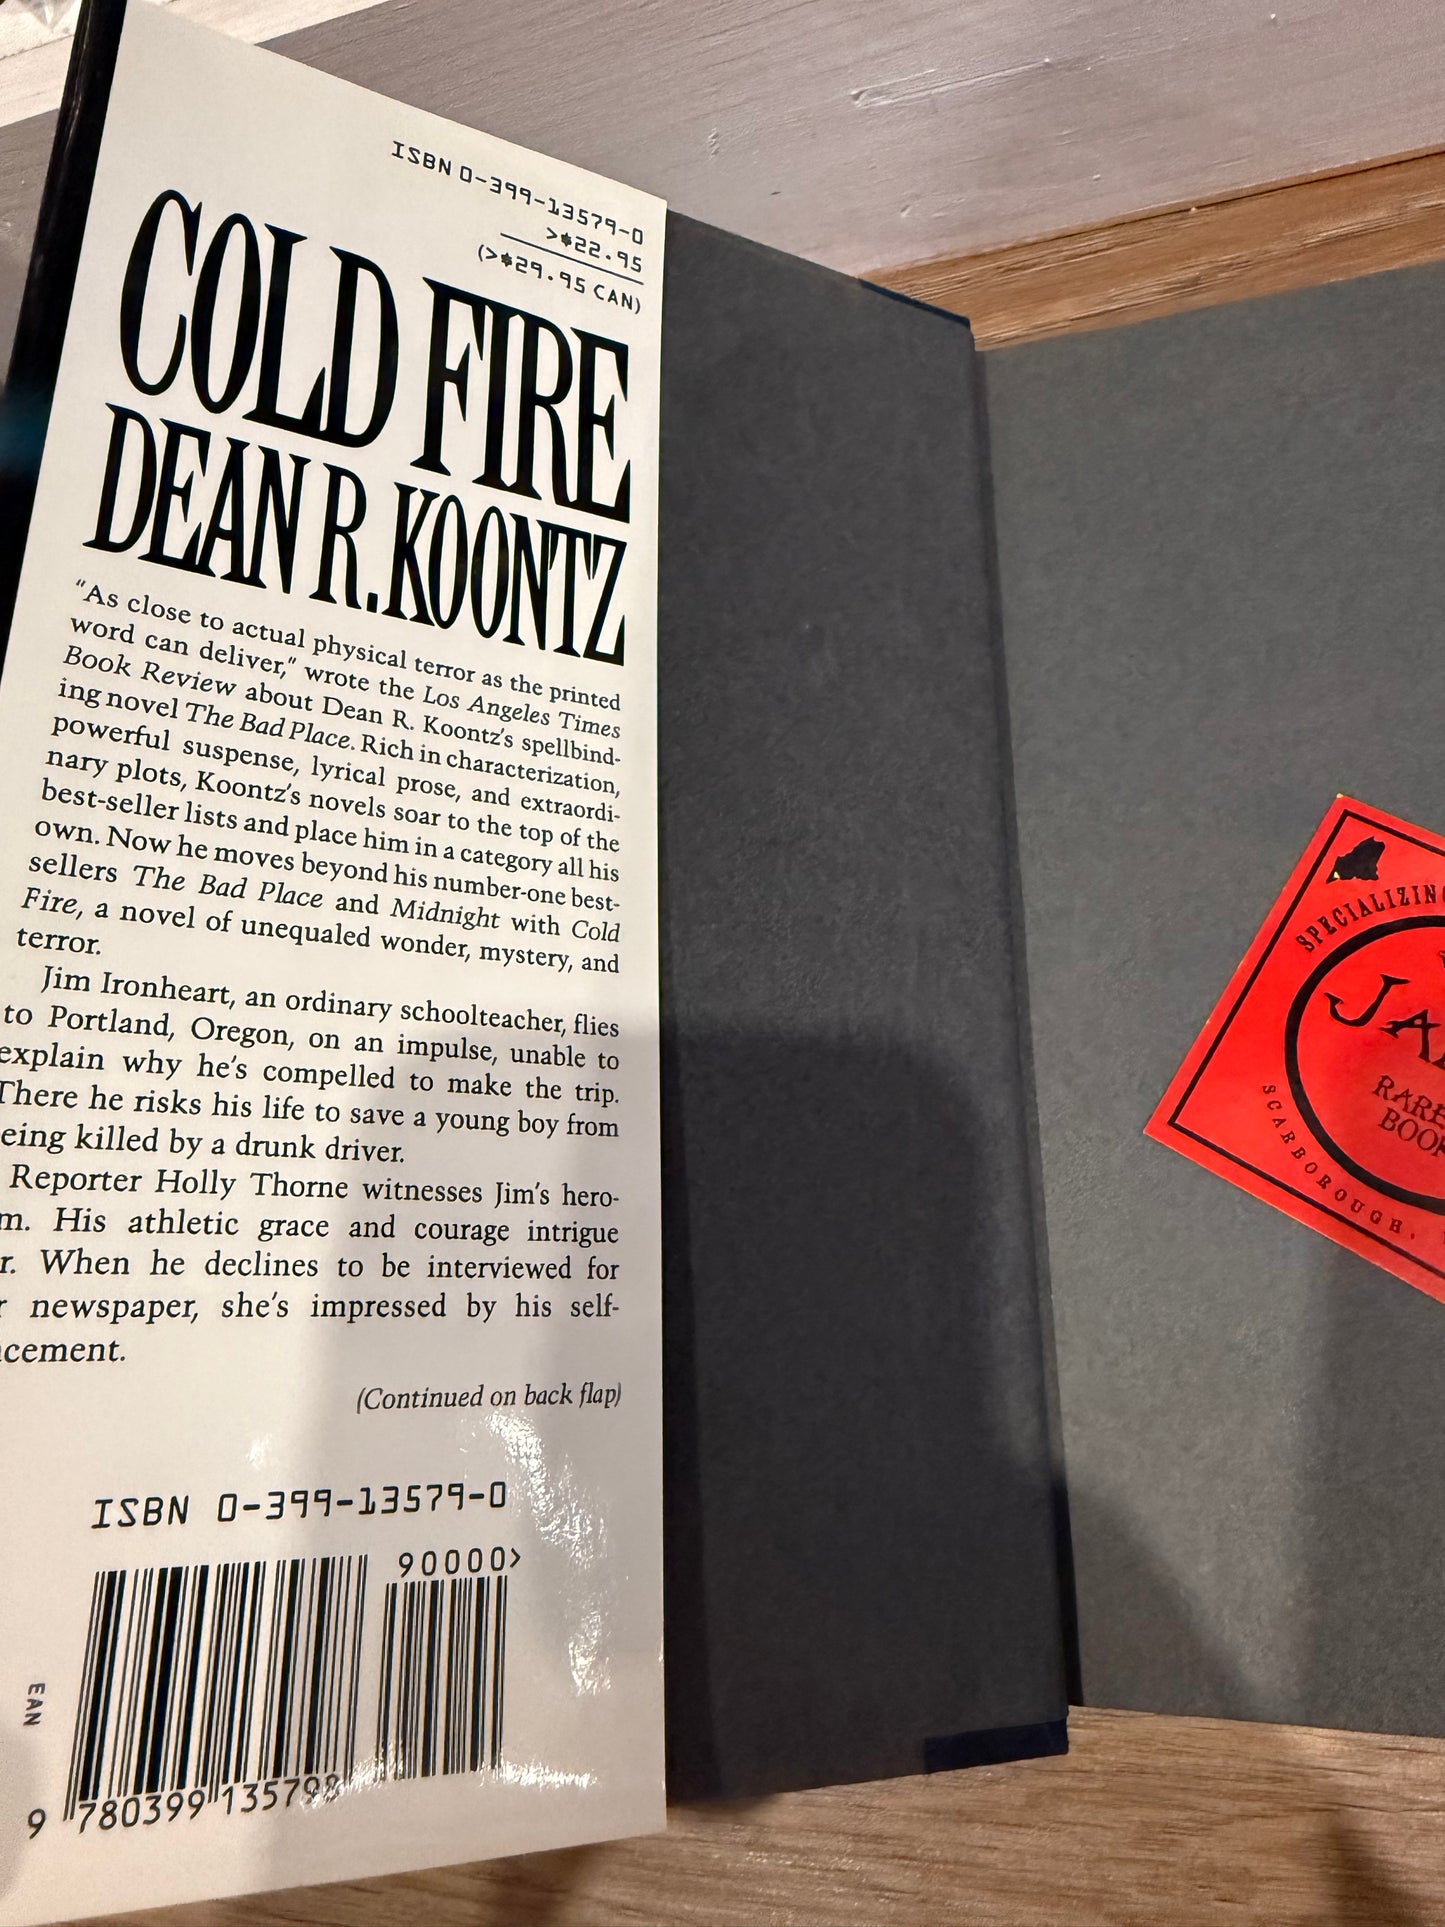 ISBN 0-399-13579-0
>$22.95
(>$29.95 CAN)
COLD FIRE
DEAN R. KOONTZ
"As close to actual physical terror as the printed
word can deliver," wrote the Los Angeles Times
Book Review about Dean R. Koontz's spellbind-
ing novel The Bad Place. Rich in characterization,
powerful suspense, lyrical prose, and extraordi-
nary plots, Koontz's novels soar to the top of the
best-seller lists and place him in a category all his
own. Now he moves beyond his number-one best-
sellers The Bad Place and Midnight with Cold
Fire, a novel of unequaled wonder, mystery, and
terror.
Jim Ironheart, an ordinary schoolteacher, flies
to Portland, Oregon, on an impulse, unable to
explain why he's compelled to make the trip.
There he risks his life to save a young boy from
eing killed by a drunk driver.
Reporter Holly Thorne witnesses Jim's hero-
m. His athletic grace and courage intrigue
r. When he declines to be interviewed for
r newspaper, she's impressed by his self-
cement.
(Continued on back flap)
ISBN 0-399-13579-0
90000>
EAN
9 780399 135798
SPECIALIZING
JA
RARE
BOOK
SCARBOROUGH,